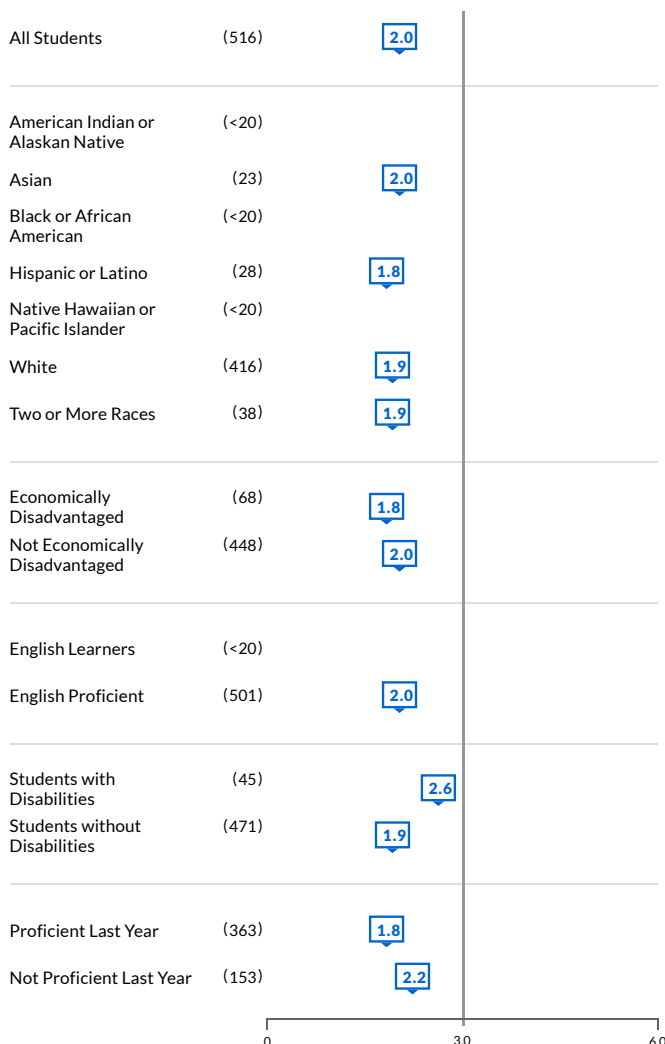 All Students (516) 2.0
American Indian or (<20)
Alaskan Native
Asian (23) 2.0
Black or African (<20)
American
Hispanic or Latino (28) 1.8
Native Hawaiian or (<20)
Pacific Islander
White (416) 1.9
Two or More Races (38) 1.9
Economically (68) 1.8
Disadvantaged
Not Economically (448) 2.0
Disadvantaged
English Learners (<20)
English Proficient (501) 2.0
Students with (45) 2.6
Disabilities
Students without (471) 1.9
Disabilities
Proficient Last Year (363) 1.8
Not Proficient Last Year (153) 2.2
0 3.0 6.0